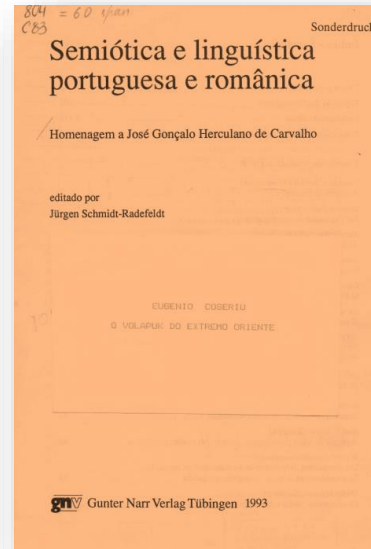 804 = 60
C83
Sonderdruck
Semiótica e linguística
portuguesa e românica
Homenagem a José Gonçalo Herculano de Carvalho
editado por
Jürgen Schmidt-Radefeldt
EUGENIO COSERIU
O VOLAPUK DO EXTREMO ORIENTE
gnv Gunter Narr Verlag Tübingen 1993